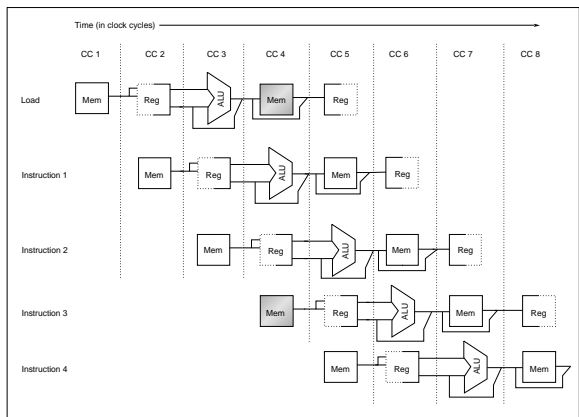 Time (in clock cycles)
CC 1 CC 2 CC 3 CC 4 CC 5 CC 6 CC 7 CC 8
Load Mem Reg ALU Mem Reg
Instruction 1 Mem Reg ALU Mem Reg
Instruction 2 Mem Reg ALU Mem Reg
Instruction 3 Mem Reg ALU Mem Reg
Instruction 4 Mem Reg ALU Mem